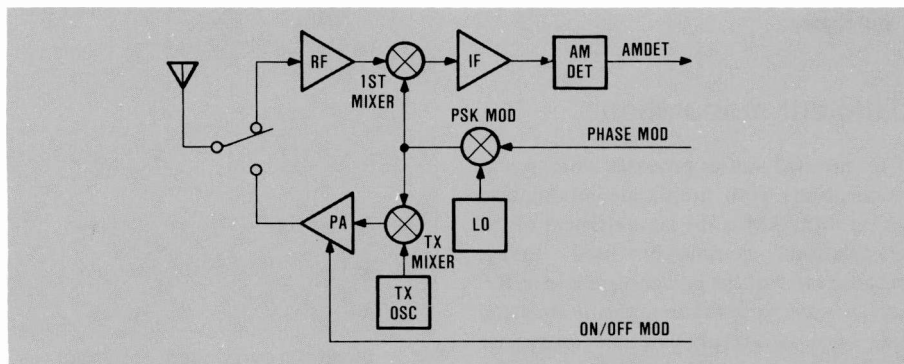 RF
1ST
MIXER
IF
AM
DET
AMDET
PSK MOD
PHASE MOD
LO
PA
TX
MIXER
TX
OSC
ON/OFF MOD